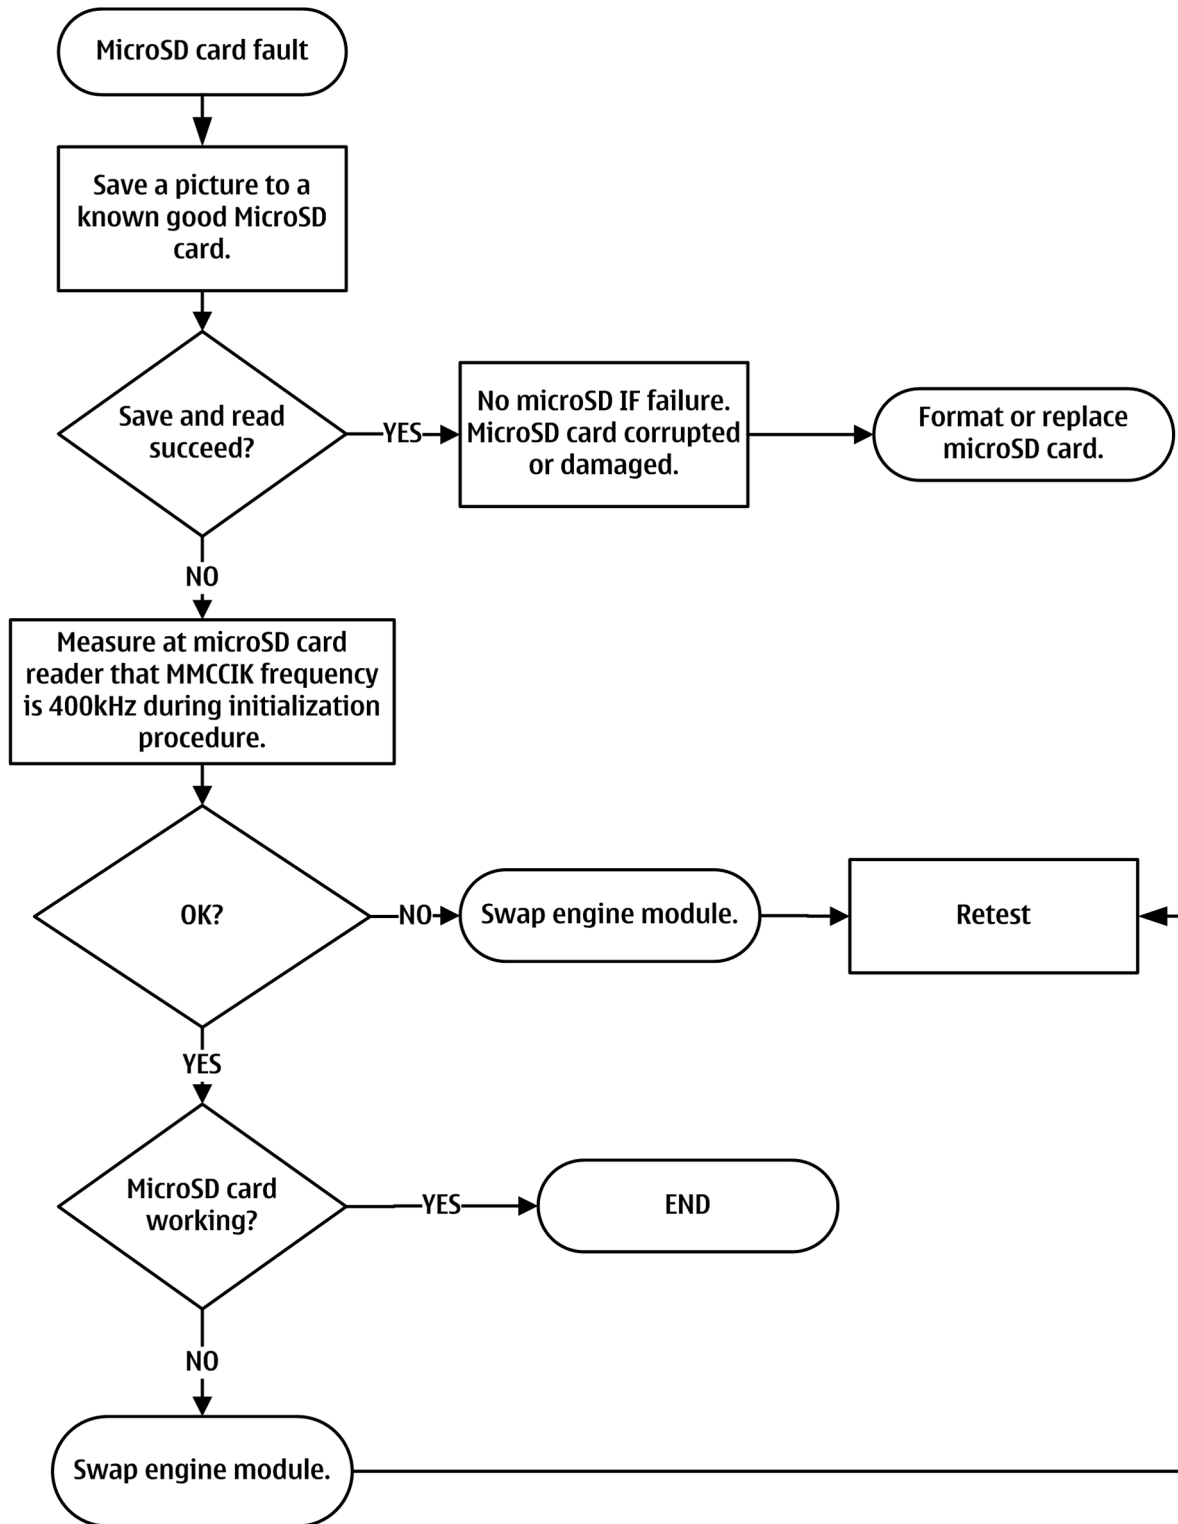 MicroSD card fault
Save a picture to a
known good MicroSD
card.
Save and read
succeed?
YES
No microSD IF failure.
MicroSD card corrupted
or damaged.
Format or replace
microSD card.
NO
Measure at microSD card
reader that MMCCIK frequency
is 400kHz during initialization
procedure.
OK?
NO
Swap engine module.
Retest
YES
MicroSD card
working?
YES
END
NO
Swap engine module.